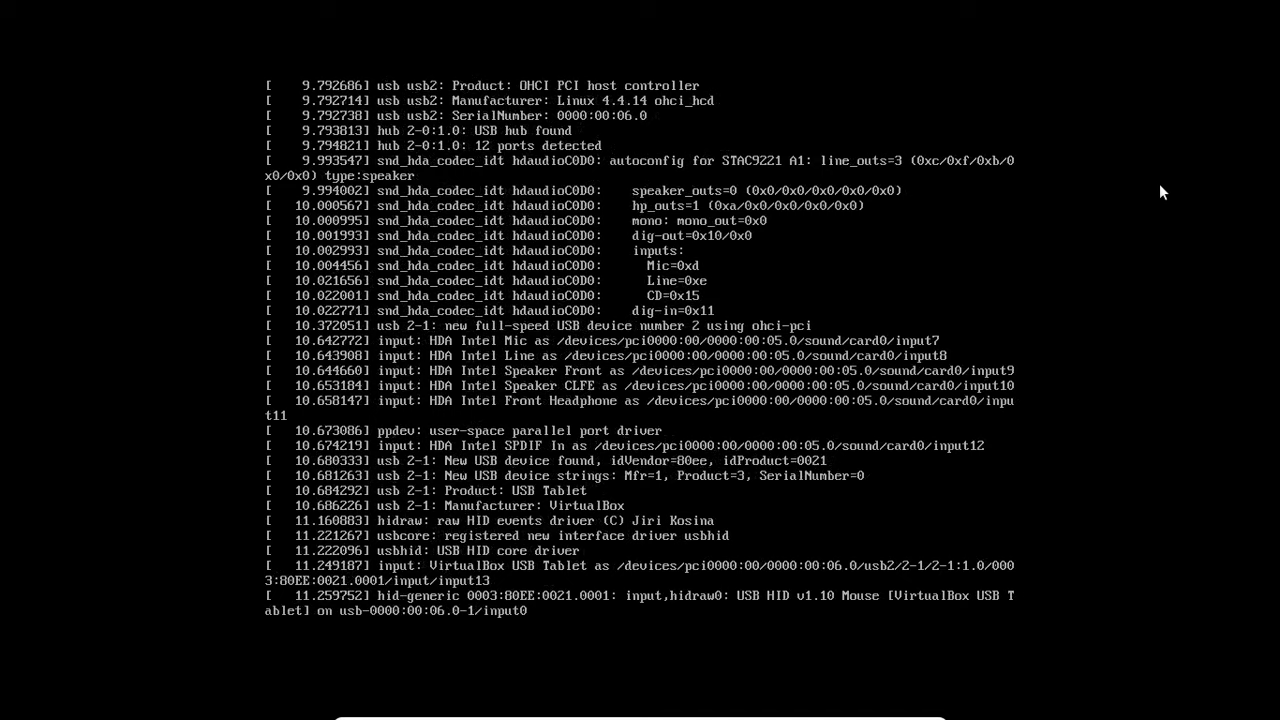 [    9.792686] usb usb2: Product: OHCI PCI host controller
[    9.792714] usb usb2: Manufacturer: Linux 4.4.14 ohci_hcd
[    9.792738] usb usb2: SerialNumber: 0000:00:06.0
[    9.793813] hub 2-0:1.0: USB hub found
[    9.794821] hub 2-0:1.0: 12 ports detected
[    9.993547] snd_hda_codec_idt hdaudioC0D0: autoconfig for STAC9221 A1: line_outs=3 (0xc/0xf/0xb/0
x0/0x0) type:speaker
[    9.994002] snd_hda_codec_idt hdaudioC0D0:    speaker_outs=0 (0x0/0x0/0x0/0x0/0x0)
[   10.000567] snd_hda_codec_idt hdaudioC0D0:    hp_outs=1 (0xa/0x0/0x0/0x0/0x0)
[   10.000995] snd_hda_codec_idt hdaudioC0D0:    mono: mono_out=0x0
[   10.001993] snd_hda_codec_idt hdaudioC0D0:    dig-out=0x10/0x0
[   10.002993] snd_hda_codec_idt hdaudioC0D0:    inputs:
[   10.004456] snd_hda_codec_idt hdaudioC0D0:      Mic=0xd
[   10.021656] snd_hda_codec_idt hdaudioC0D0:      Line=0xe
[   10.022001] snd_hda_codec_idt hdaudioC0D0:      CD=0x15
[   10.022771] snd_hda_codec_idt hdaudioC0D0:    dig-in=0x11
[   10.372051] usb 2-1: new full-speed USB device number 2 using ohci-pci
[   10.642772] input: HDA Intel Mic as /devices/pci0000:00/0000:00:05.0/sound/card0/input7
[   10.643908] input: HDA Intel Line as /devices/pci0000:00/0000:00:05.0/sound/card0/input8
[   10.644660] input: HDA Intel Speaker Front as /devices/pci0000:00/0000:00:05.0/sound/card0/input9
[   10.653184] input: HDA Intel Speaker CLFE as /devices/pci0000:00/0000:00:05.0/sound/card0/input10
[   10.658147] input: HDA Intel Front Headphone as /devices/pci0000:00/0000:00:05.0/sound/card0/inpu
t11
[   10.673086] ppdev: user-space parallel port driver
[   10.674219] input: HDA Intel SPDIF In as /devices/pci0000:00/0000:00:05.0/sound/card0/input12
[   10.680333] usb 2-1: New USB device found, idVendor=80ee, idProduct=0021
[   10.681263] usb 2-1: New USB device strings: Mfr=1, Product=3, SerialNumber=0
[   10.684292] usb 2-1: Product: USB Tablet
[   10.686226] usb 2-1: Manufacturer: VirtualBox
[   11.160883] hidraw: raw HID events driver (C) Jiri Kosina
[   11.221267] usbcore: registered new interface driver usbhid
[   11.222096] usbhid: USB HID core driver
[   11.249187] input: VirtualBox USB Tablet as /devices/pci0000:00/0000:00:06.0/usb2/2-1/2-1:1.0/000
3:80EE:0021.0001/input/input13
[   11.259752] hid-generic 0003:80EE:0021.0001: input,hidraw0: USB HID v1.10 Mouse [VirtualBox USB T
ablet] on usb-0000:00:06.0-1/input0